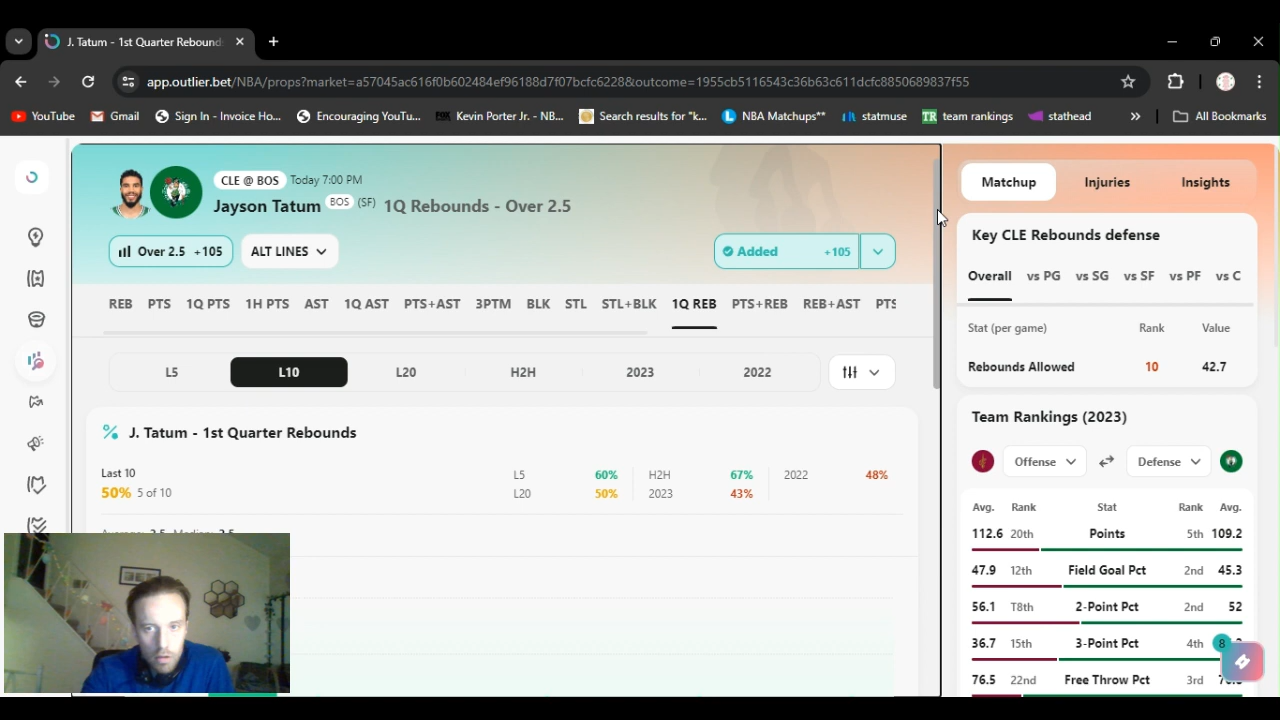 J. Tatum - 1st Quarter Rebound
app.outlier.bet/NBA/props?market=a57045ac616f0b602484ef96188d7f07bcfc6228&outcome=1955cb5116543c36b63c611dcfc8850689837f55
YouTube Gmail Sign In - Invoice Ho... Encouraging YouTu... Kevin Porter Jr. - NB... Search results for "k... NBA Matchups** statmuse team rankings stathead » All Bookmarks
CLE @ BOS Today 7:00 PM
Jayson Tatum BOS (SF) 1Q Rebounds - Over 2.5
Over 2.5 +105 ALT LINES Added +105
REB PTS 1Q PTS 1H PTS AST 1Q AST PTS+AST 3PTM BLK STL STL+BLK 1Q REB PTS+REB REB+AST PTS
L5 L10 L20 H2H 2023 2022
J. Tatum - 1st Quarter Rebounds
Last 10
50% 5 of 10
L5 60% H2H 67% 2022 48%
L20 50% 2023 43%
Matchup Injuries Insights
Key CLE Rebounds defense
Overall vs PG vs SG vs SF vs PF vs C
Stat (per game) Rank Value
Rebounds Allowed 10 42.7
Team Rankings (2023)
Offense Defense
Avg. Rank Stat Rank Avg.
112.6 20th Points 5th 109.2
47.9 12th Field Goal Pct 2nd 45.3
56.1 T8th 2-Point Pct 2nd 52
36.7 15th 3-Point Pct 4th
8
76.5 22nd Free Throw Pct 3rd